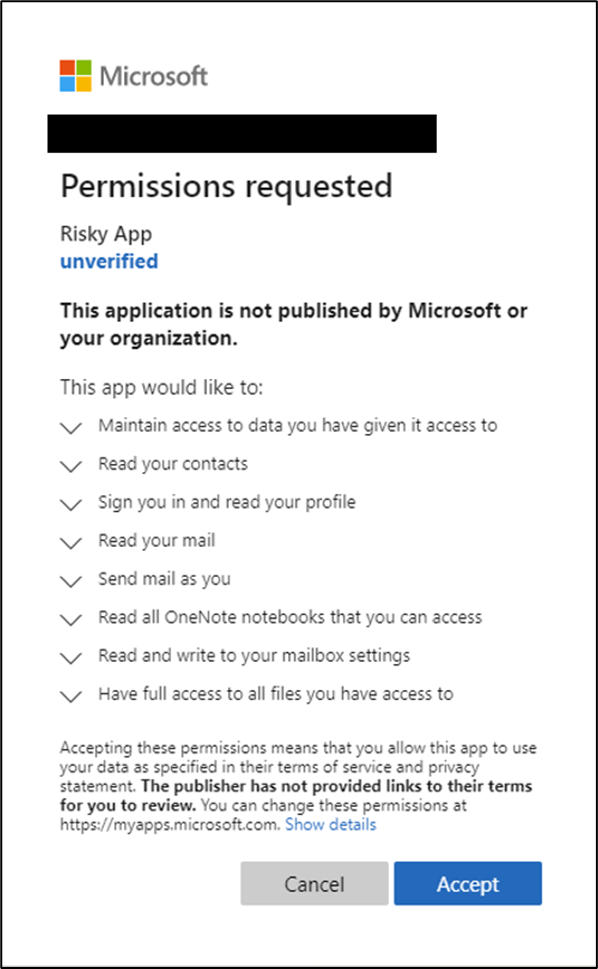 Microsoft
Permissions requested
Risky App
unverified
This application is not published by Microsoft or
your organization.
This app would like to:
Maintain access to data you have given it access to
Read your contacts
Sign you in and read your profile
Read your mail
Send mail as you
Read all OneNote notebooks that you can access
Read and write to your mailbox settings
Have full access to all files you have access to
Accepting these permissions means that you allow this app to use
your data as specified in their terms of service and privacy
statement. The publisher has not provided links to their terms
for you to review. You can change these permissions at
https://myapps.microsoft.com. Show details
Cancel
Accept